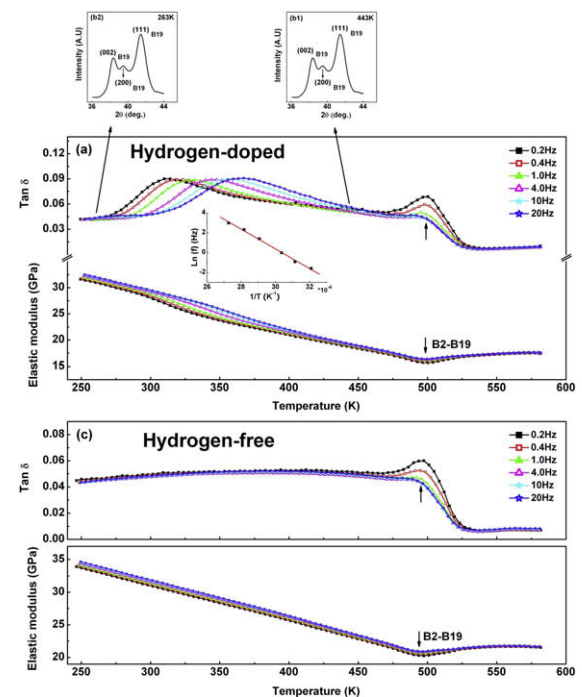 (b2) 263K
(111)
B19
(002)
B19
(200)
B19
Intensity (A.U)
36 40 44
2θ (deg.)
(b1) 443K
(111)
B19
(002)
B19
(200)
B19
Intensity (A.U)
36 40 44
2θ (deg.)
(a) Hydrogen-doped
0.2Hz
0.4Hz
1.0Hz
4.0Hz
10Hz
20Hz
Tan δ
0.12
0.09
0.06
0.03
Ln (f) (Hz)
4
2
0
-2
26 28 30 32
×10⁻⁴
1/T (K⁻¹)
Elastic modulus (GPa)
30
25
20
15
B2-B19
250 300 350 400 450 500 550 600
Temperature (K)
(c) Hydrogen-free
0.2Hz
0.4Hz
1.0Hz
4.0Hz
10Hz
20Hz
Tan δ
0.08
0.06
0.04
0.02
0.00
Elastic modulus (GPa)
35
30
25
20
B2-B19
250 300 350 400 450 500 550 600
Temperature (K)